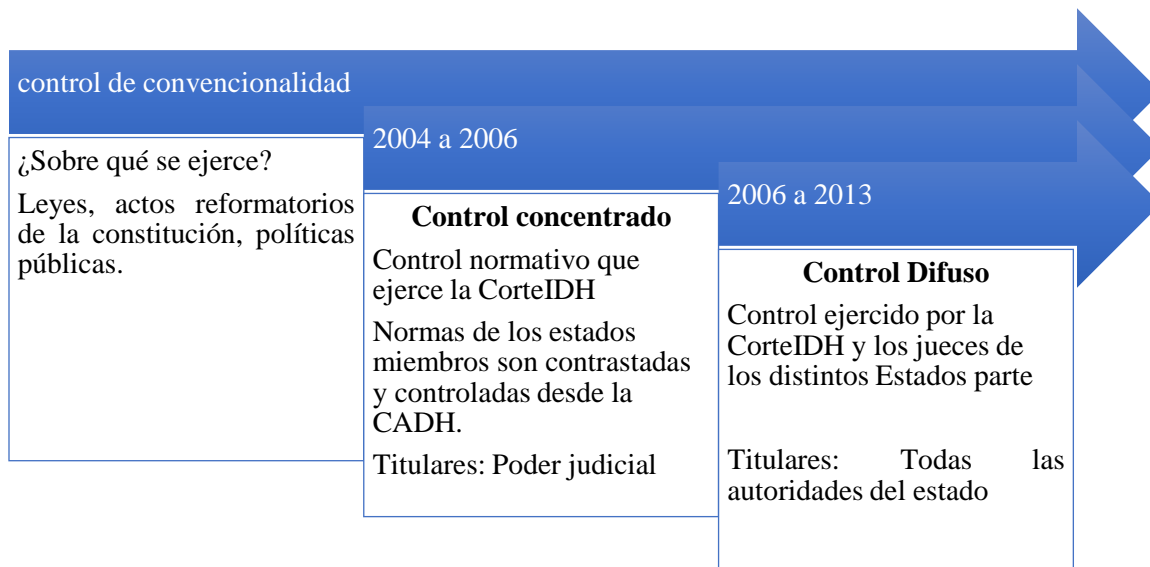 control de convencionalidad
¿Sobre qué se ejerce?
Leyes, actos reformatorios
de la constitución, políticas
públicas.
2004 a 2006
Control concentrado
Control normativo que
ejerce la CorteIDH
Normas de los estados
miembros son contrastadas
y controladas desde la
CADH.
Titulares: Poder judicial
2006 a 2013
Control Difuso
Control ejercido por la
CorteIDH y los jueces de
los distintos Estados parte
Titulares: Todas las
autoridades del estado